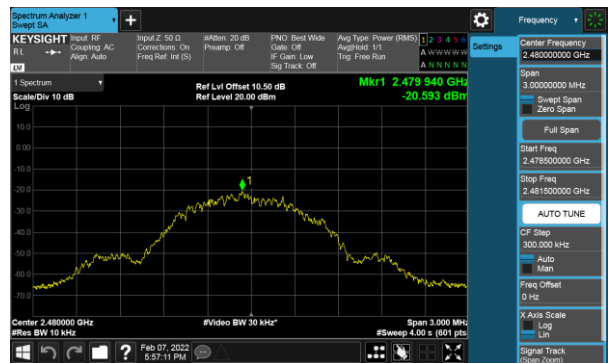 Spectrum Analyzer 1
Swept SA
Frequency
KEYSIGHT
RL
LXI
Input: RF
Coupling: AC
Align: Auto
Input Z: 50 Ω
Corrections: On
Freq Ref: Int (S)
#Atten: 20 dB
Preamp: Off
PNO: Best Wide
Gate: Off
IF Gain: Low
Sig Track: Off
Avg Type: Power (RMS)
Avg|Hold: 1/1
Trig: Free Run
1 2 3 4 5 6
A W W W W W
A N N N N N
1 Spectrum
Scale/Div 10 dB
Log
Ref Lvl Offset 10.50 dB
Ref Level 20.00 dBm
Mkr1 2.479 940 GHz
-20.593 dBm
10.0
0.00
-10.0
-20.0
-30.0
-40.0
-50.0
-60.0
-70.0
1
Center 2.480000 GHz
#Res BW 10 kHz
#Video BW 30 kHz*
Span 3.000 MHz
#Sweep 4.00 s (601 pts)
?
Feb 07, 2022
5:57:11 PM
Settings
Center Frequency
2.480000000 GHz
Span
3.00000000 MHz
Swept Span
Zero Span
Full Span
Start Freq
2.478500000 GHz
Stop Freq
2.481500000 GHz
AUTO TUNE
CF Step
300.000 kHz
Auto
Man
Freq Offset
0 Hz
X Axis Scale
Log
Lin
Signal Track
(Span Zoom)